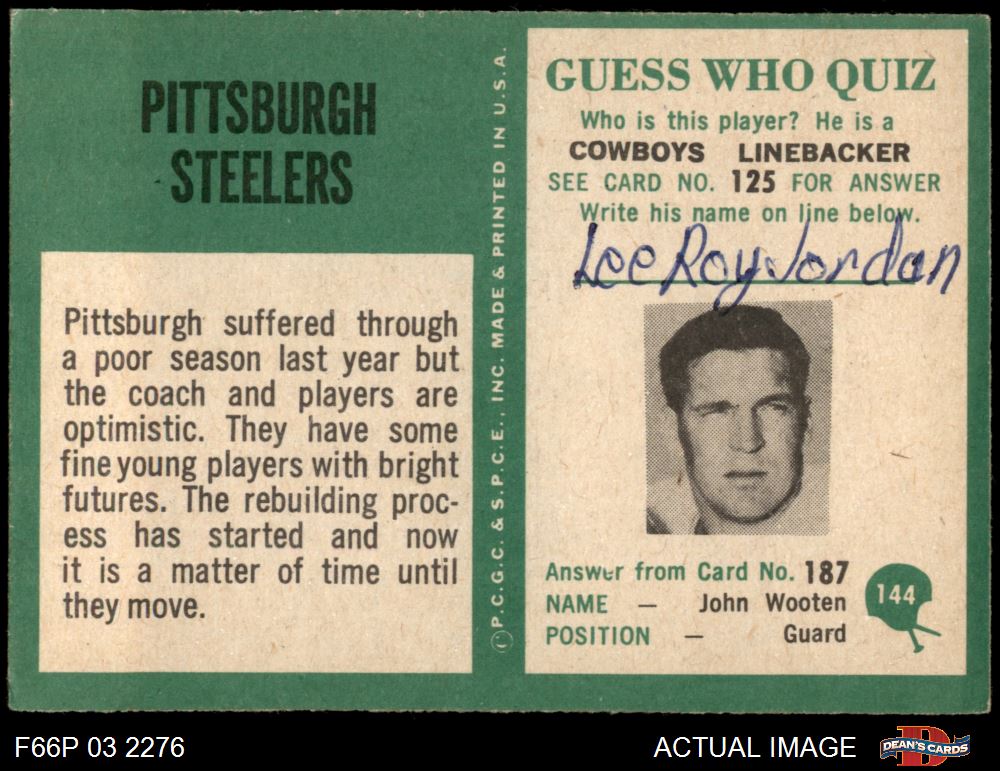 PITTSBURGH
STEELERS
Pittsburgh suffered through
a poor season last year but
the coach and players are
optimistic. They have some
fine young players with bright
futures. The rebuilding proc-
ess has started and now
it is a matter of time until
they move.
© P.C.G.C. & S.P.C.E., INC. MADE & PRINTED IN U.S.A.
GUESS WHO QUIZ
Who is this player? He is a
COWBOYS LINEBACKER
SEE CARD NO. 125 FOR ANSWER
Write his name on line below.
Lee Roy Jordan
Answer from Card No. 187
NAME — John Wooten
POSITION — Guard
144
F66P 03 2276
ACTUAL IMAGE
DEAN'S CARDS